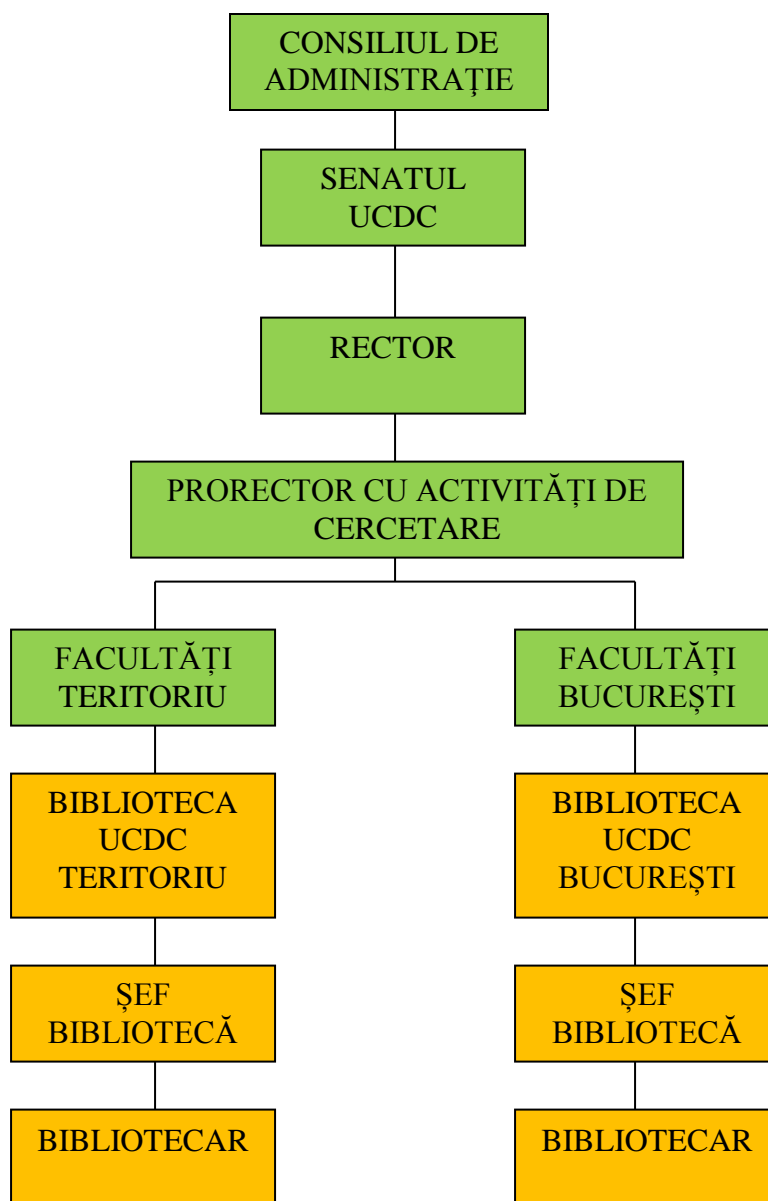 CONSILIUL DE
ADMINISTRAŢIE
SENATUL
UCDC
RECTOR
PRORECTOR CU ACTIVITĂȚI DE
CERCETARE
FACULTĂȚI
TERITORIU
FACULTĂȚI
BUCUREȘTI
BIBLIOTECA
UCDC
TERITORIU
BIBLIOTECA
UCDC
BUCUREȘTI
ȘEF
BIBLIOTECĂ
ȘEF
BIBLIOTECĂ
BIBLIOTECAR
BIBLIOTECAR